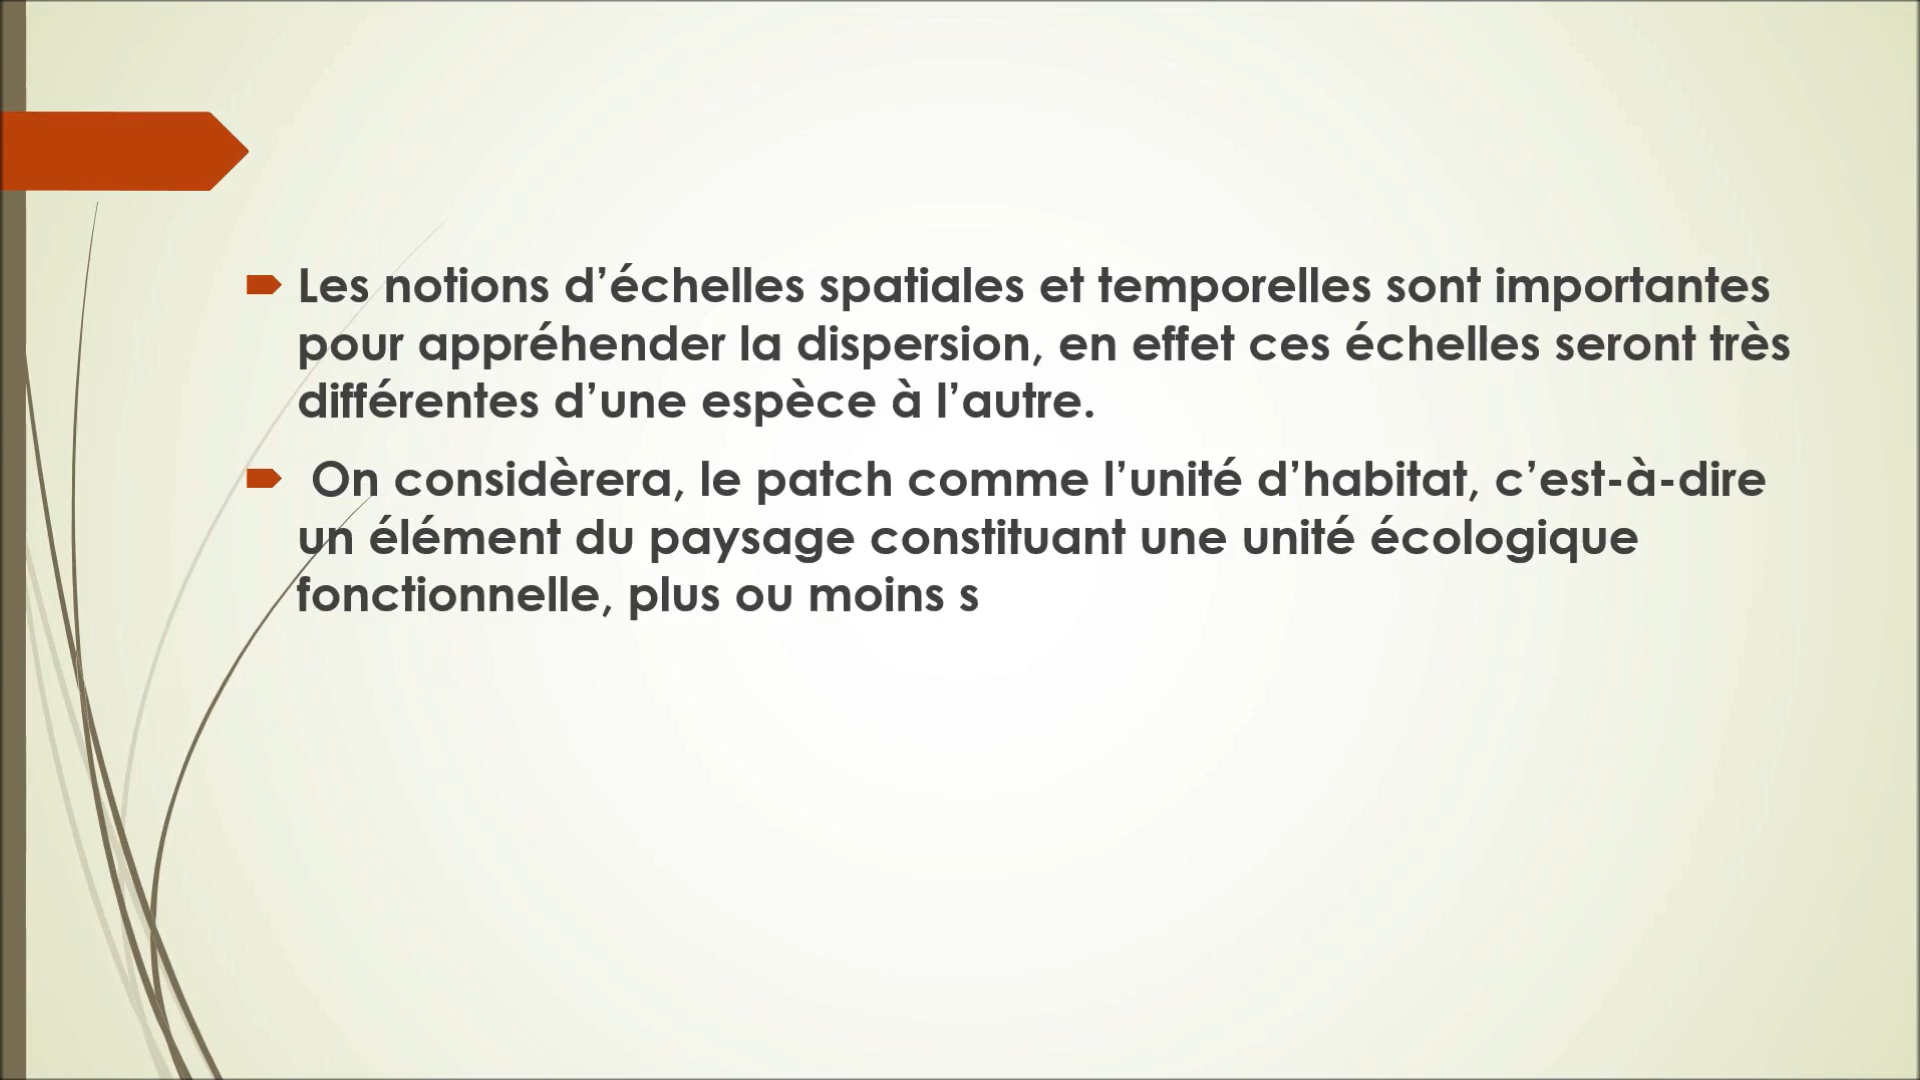 Les notions d’échelles spatiales et temporelles sont importantes
pour appréhender la dispersion, en effet ces échelles seront très
différentes d’une espèce à l’autre.
On considèrera, le patch comme l’unité d’habitat, c’est-à-dire
un élément du paysage constituant une unité écologique
fonctionnelle, plus ou moins s